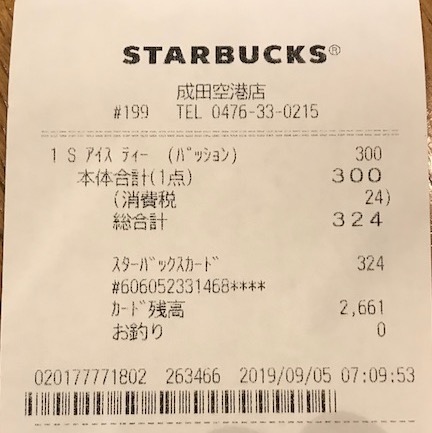 STARBUCKS®
成田空港店
#199 TEL 0476-33-0215
1 S ｱｲｽ ﾃｨｰ (ﾊﾟｯｼｮﾝ) 300
本体合計(1点) 300
(消費税 24)
総合計 324
ｽﾀｰﾊﾞｯｸｽｶｰﾄﾞ 324
#606052331468****
ｶｰﾄﾞ残高 2,661
お釣り 0
020177771802 263466 2019/09/05 07:09:53